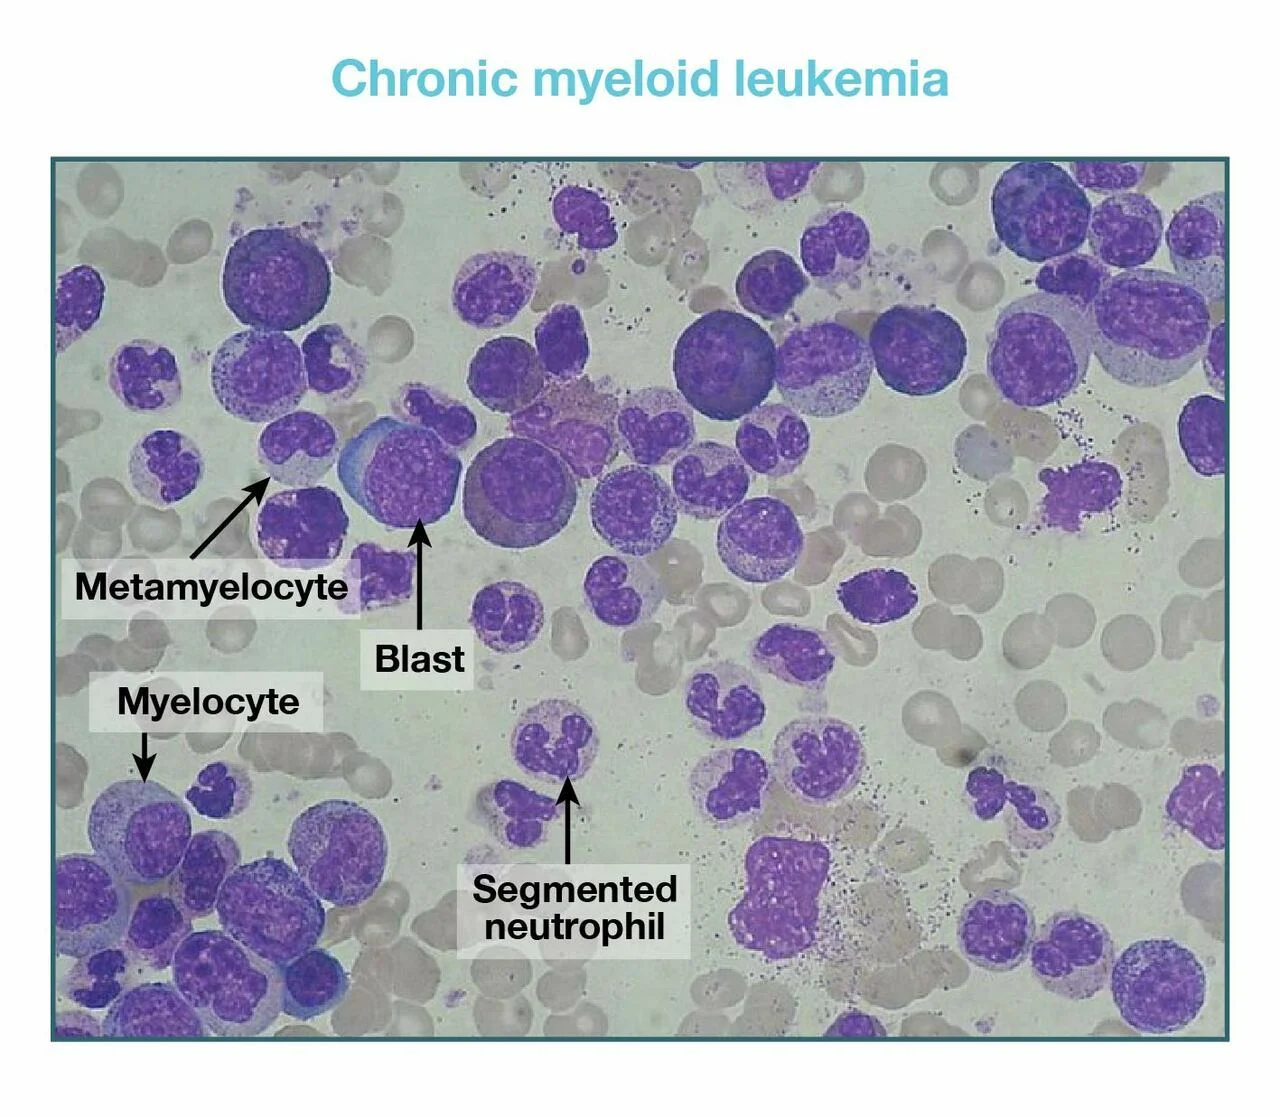 Chronic myeloid leukemia
Metamyelocyte
Blast
Myelocyte
Segmented
neutrophil